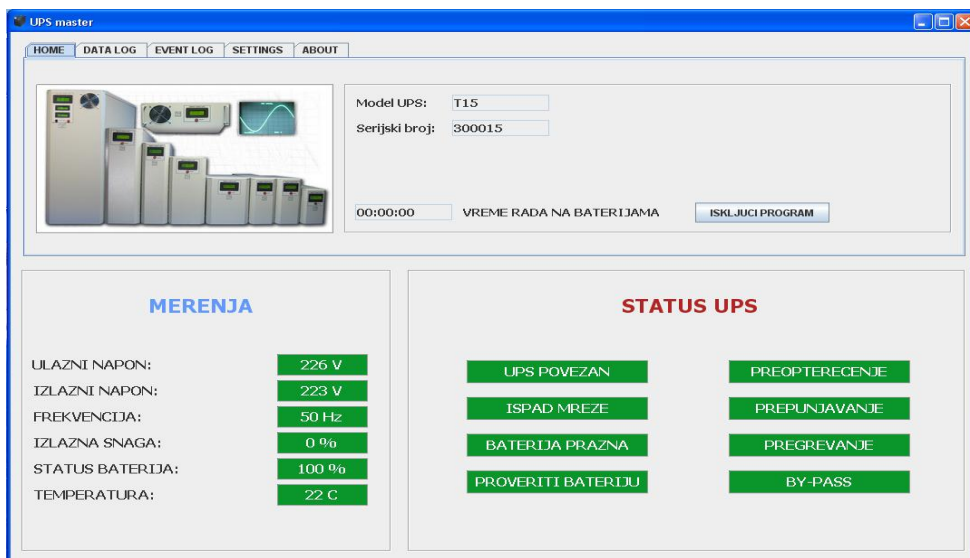 UPS master
HOME DATA LOG EVENT LOG SETTINGS ABOUT
Model UPS: T15
Serijski broj: 300015
00:00:00 VREME RADA NA BATERIJAMA ISKLJUCI PROGRAM
MERENJA
ULAZNI NAPON: 226 V
IZLAZNI NAPON: 223 V
FREKVENCIJA: 50 Hz
IZLAZNA SNAGA: 0 %
STATUS BATERIJA: 100 %
TEMPERATURA: 22 C
STATUS UPS
UPS POVEZAN PREOPTERECENJE
ISPAD MREZE PREPUNJAVANJE
BATERIJA PRAZNA PREGREVANJE
PROVERITI BATERIJU BY-PASS